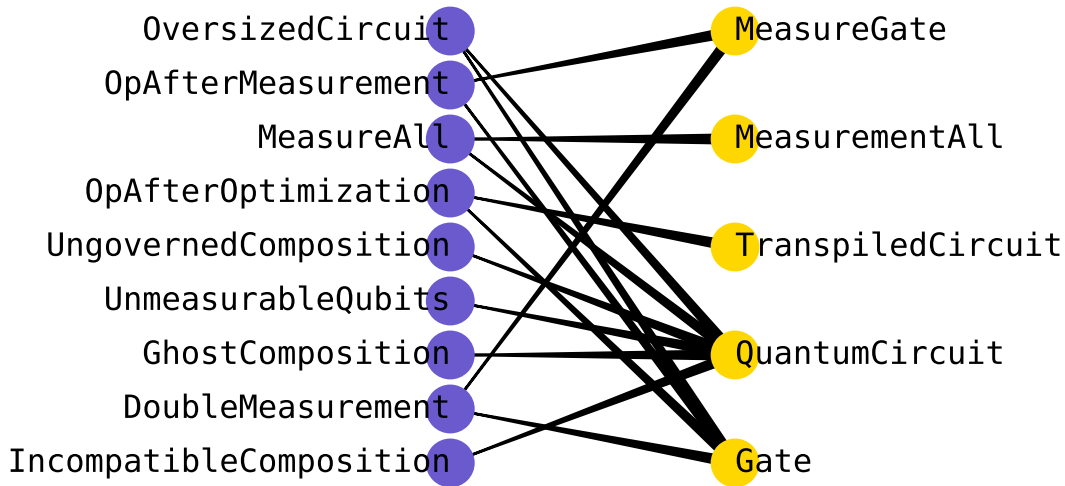 OversizedCircuit
MeasureGate
OpAfterMeasurement
MeasureAll
MeasurementAll
OpAfterOptimization
UngovernedComposition
TranspiledCircuit
UnmeasurableQubits
GhostComposition
QuantumCircuit
DoubleMeasurement
IncompatibleComposition
Gate